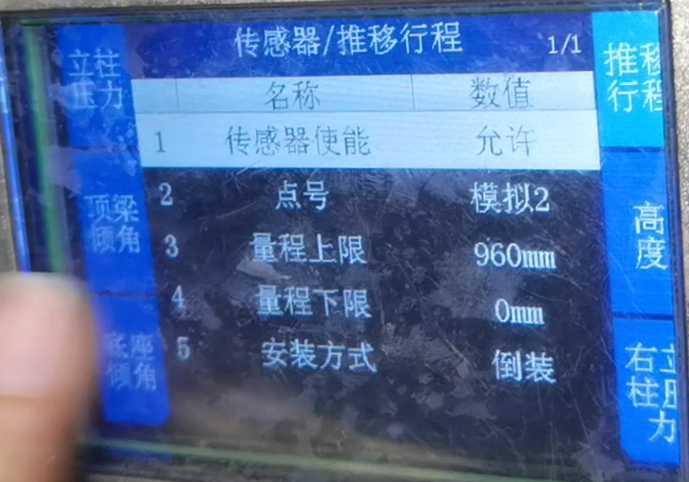 传感器/推移行程 1/1
立柱
压力
名称 数值
1 传感器使能 允许
2 点号 模拟2
3 量程上限 960mm
4 量程下限 0mm
5 安装方式 倒装
顶梁
倾角
底座
倾角
推移
行程
高
度
右立
柱压
力